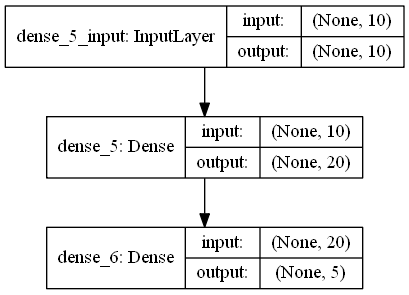 dense_5_input: InputLayer
input: (None, 10)
output: (None, 10)
dense_5: Dense
input: (None, 10)
output: (None, 20)
dense_6: Dense
input: (None, 20)
output: (None, 5)